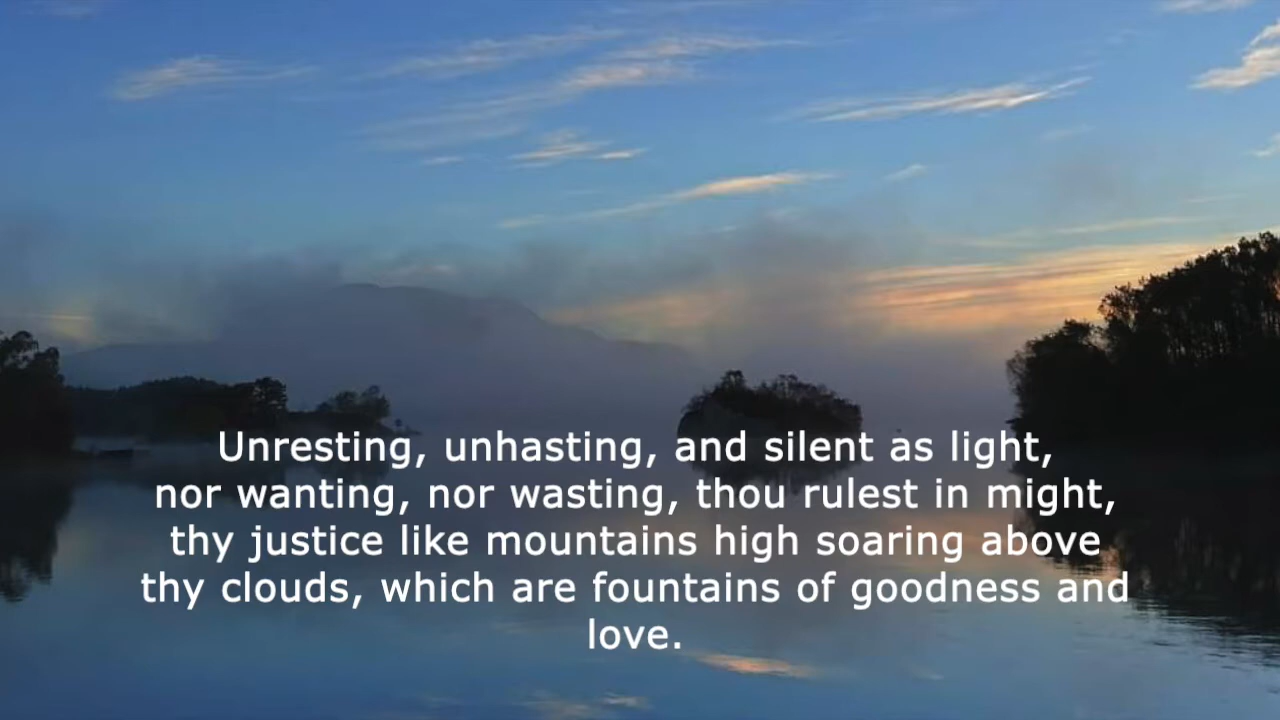 Unresting, unhasting, and silent as light,
nor wanting, nor wasting, thou rulest in might,
thy justice like mountains high soaring above
thy clouds, which are fountains of goodness and
love.